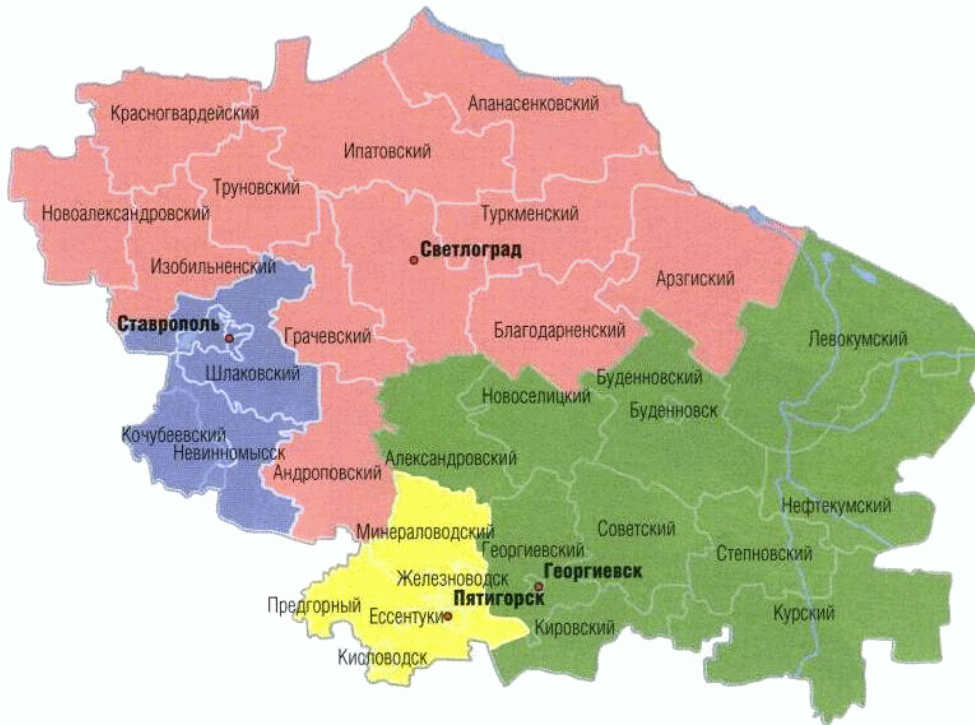 Апанасенковский
Красногвардейский
Ипатовский
Труновский
Новоалександровский
Туркменский
Светлоград
Изобильненский
Арзгиский
Ставрополь
Грачевский
Благодарненский
Левокумский
Шлаковский
Буденновский
Новоселицкий
Буденновск
Кочубеевский
Невинномысск
Александровский
Андроповский
Нефтекумский
Минераловодский
Советский
Георгиевский
Степновский
Железноводск
Георгиевск
Предгорный
Пятигорск
Ессентуки
Курский
Кировский
Кисловодск